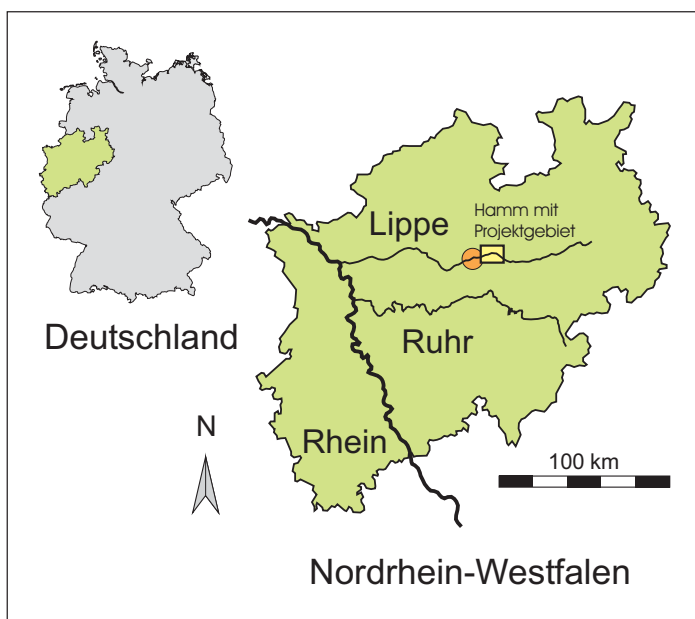 Lippe
Hamm mit
Projektgebiet
Deutschland
Ruhr
Rhein
N
100 km
Nordrhein-Westfalen